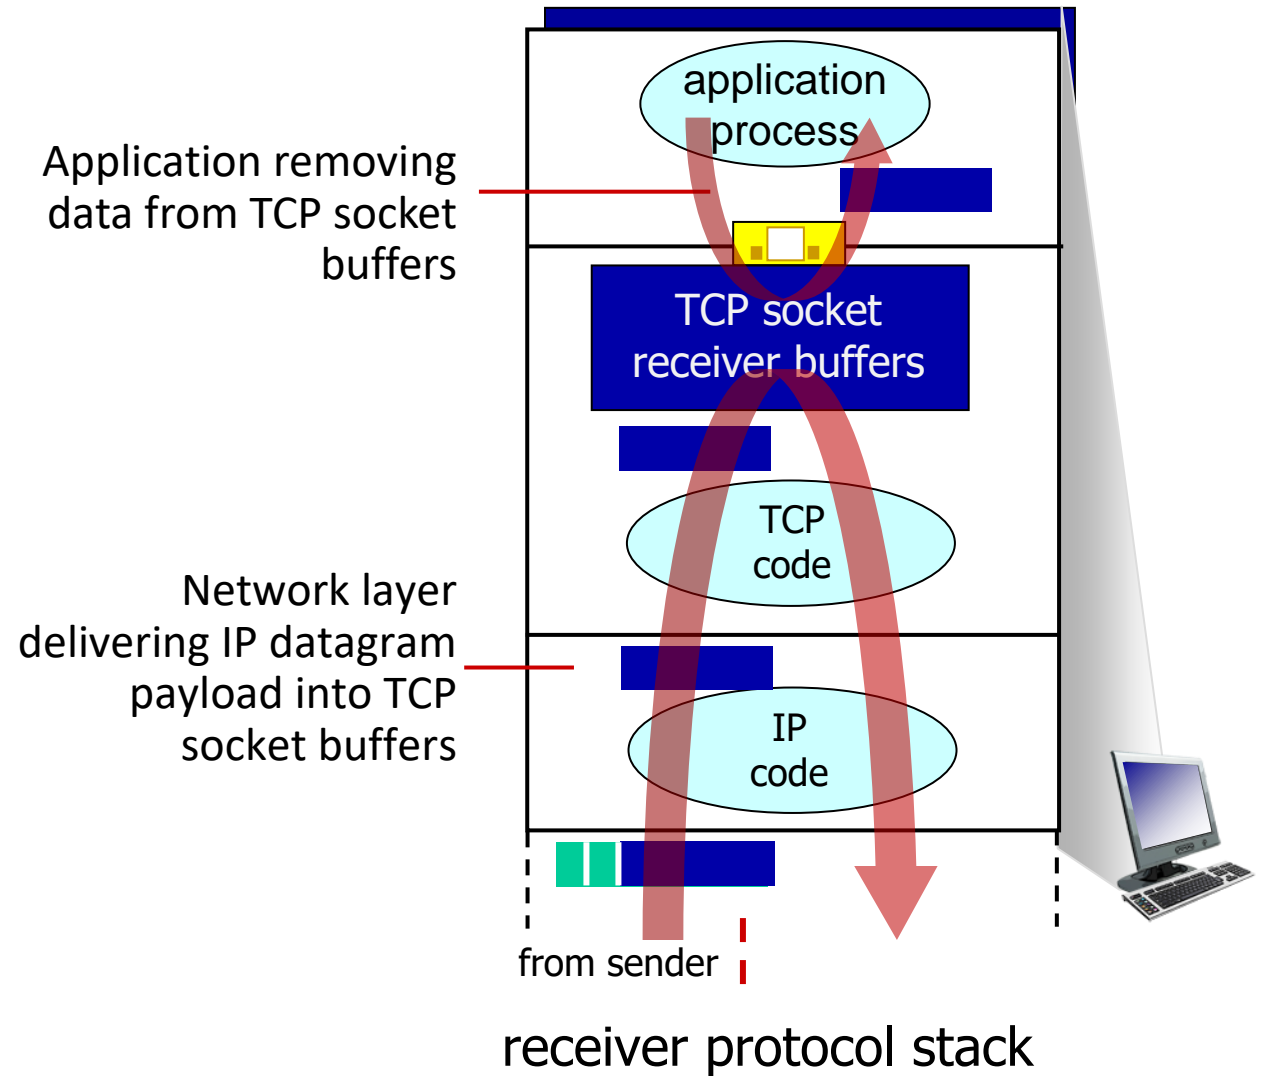 application
process
Application removing
data from TCP socket
buffers
TCP socket
receiver buffers
TCP
code
Network layer
delivering IP datagram
payload into TCP
socket buffers
IP
code
from sender
receiver protocol stack